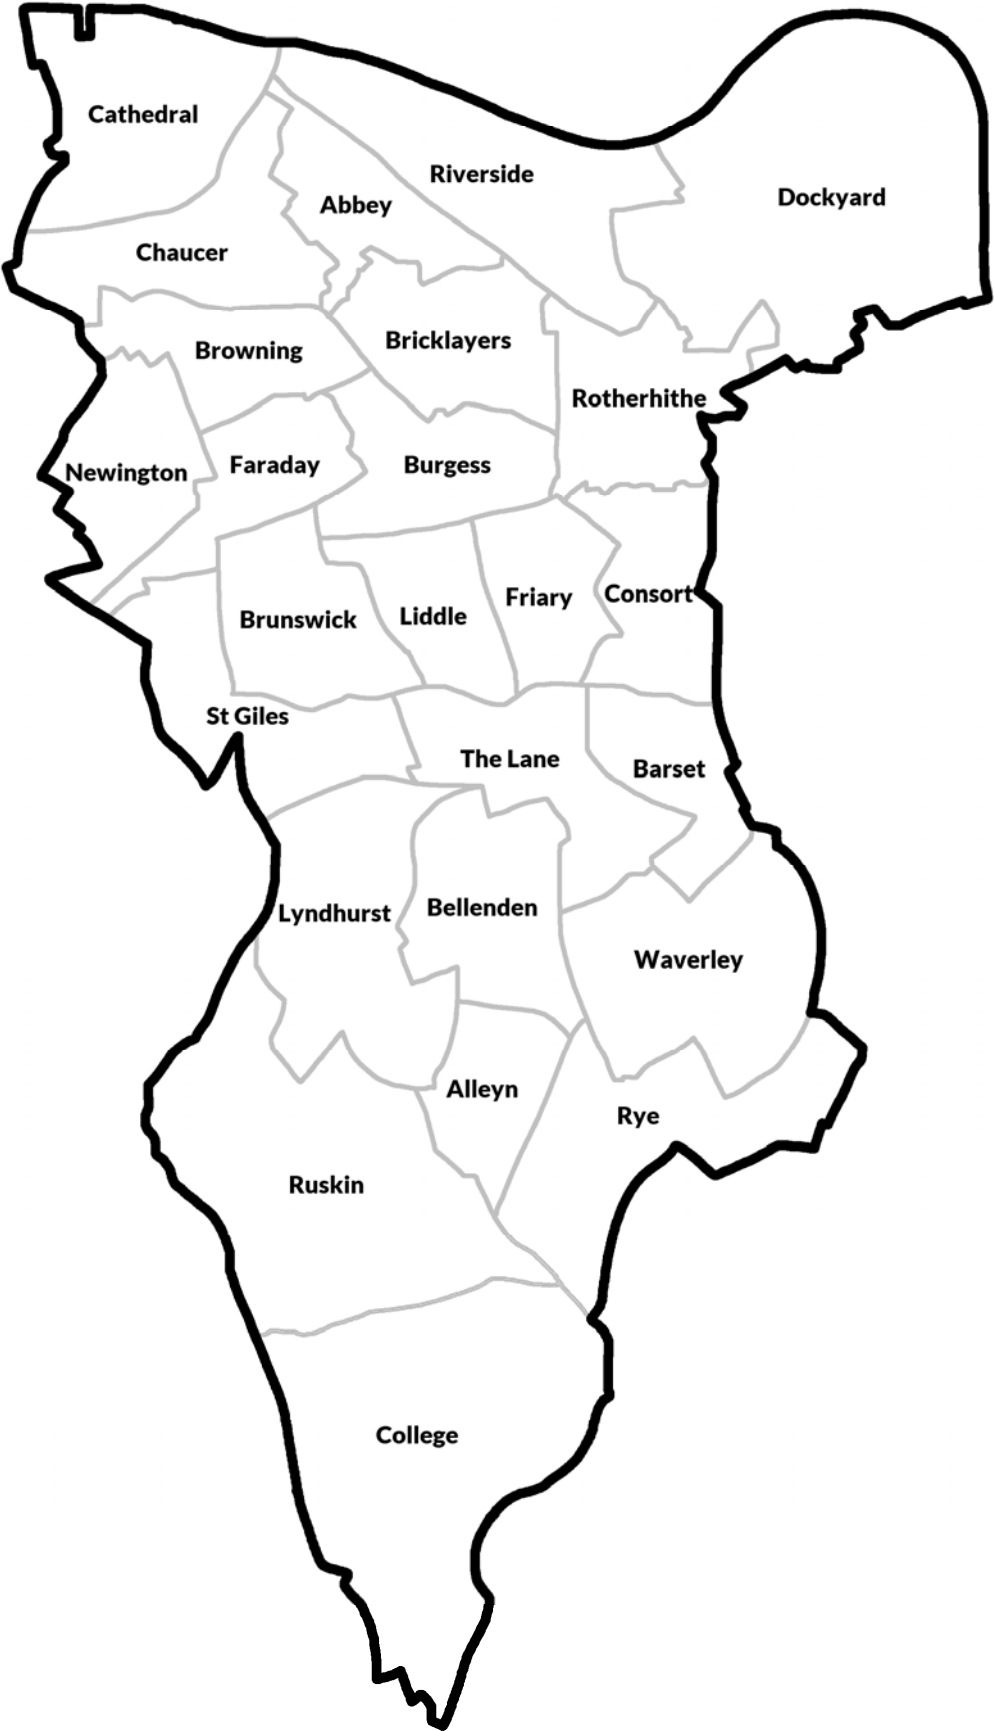 Cathedral
Riverside
Dockyard
Abbey
Chaucer
Bricklayers
Browning
Rotherhithe
Newington
Faraday
Burgess
Consort
Friary
Liddle
Brunswick
St Giles
The Lane
Barset
Lyndhurst
Bellenden
Waverley
Alleyn
Rye
Ruskin
College